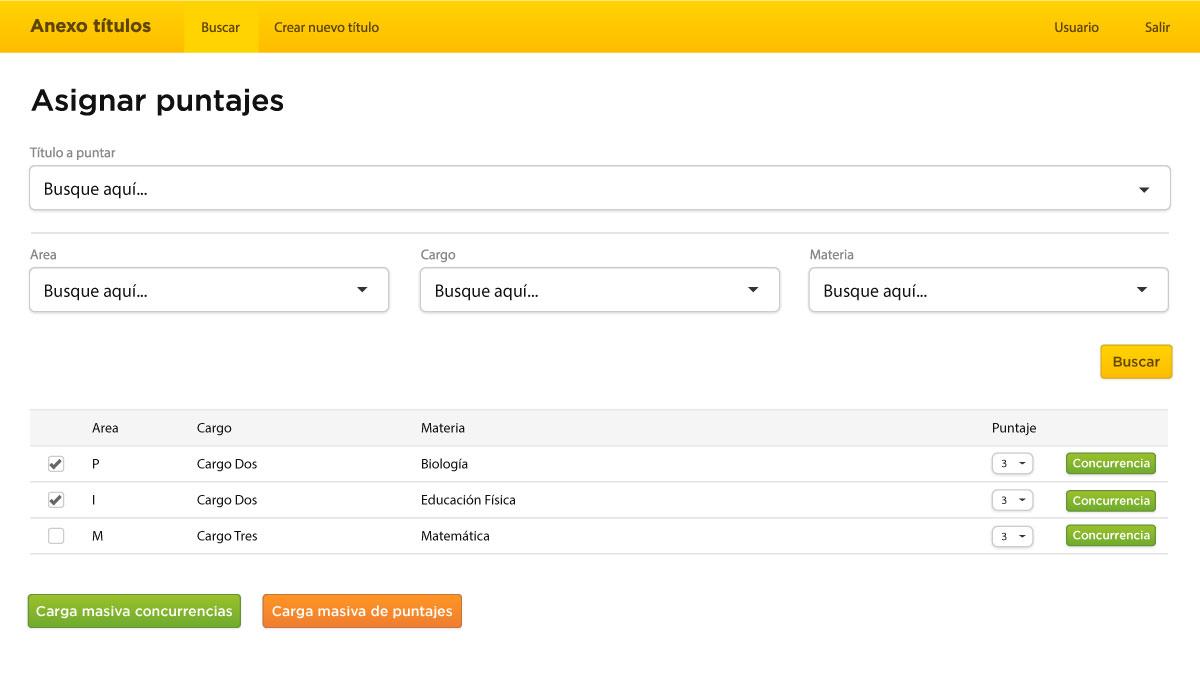 Anexo títulos Buscar Crear nuevo título Usuario Salir
Asignar puntajes
Título a puntar
Busque aquí...
Area Cargo Materia
Busque aquí... Busque aquí... Busque aquí...
Buscar
Area Cargo Materia Puntaje
P Cargo Dos Biología 3 Concurrencia
I Cargo Dos Educación Física 3 Concurrencia
M Cargo Tres Matemática 3 Concurrencia
Carga masiva concurrencias Carga masiva de puntajes